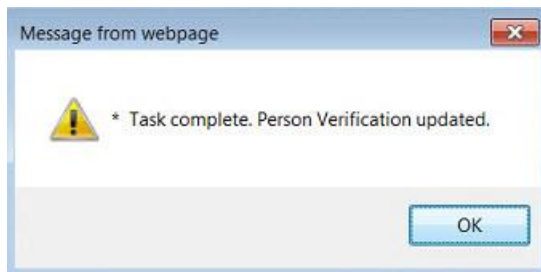 Message from webpage
* Task complete. Person Verification updated.
OK